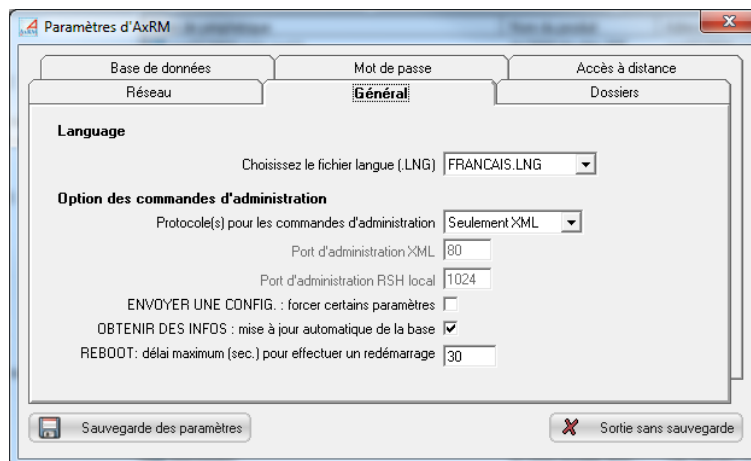 Paramètres d'AxRM
Base de données
Mot de passe
Accès à distance
Réseau
Général
Dossiers
Language
Choisissez le fichier langue (.LNG) FRANCAIS.LNG
Option des commandes d'administration
Protocole(s) pour les commandes d'administration Seulement XML
Port d'administration XML 80
Port d'administration RSH local 1024
ENVOYER UNE CONFIG. : forcer certains paramètres
OBTENIR DES INFOS : mise à jour automatique de la base
REBOOT: délai maximum (sec.) pour effectuer un redémarrage 30
Sauvegarde des paramètres
Sortie sans sauvegarde